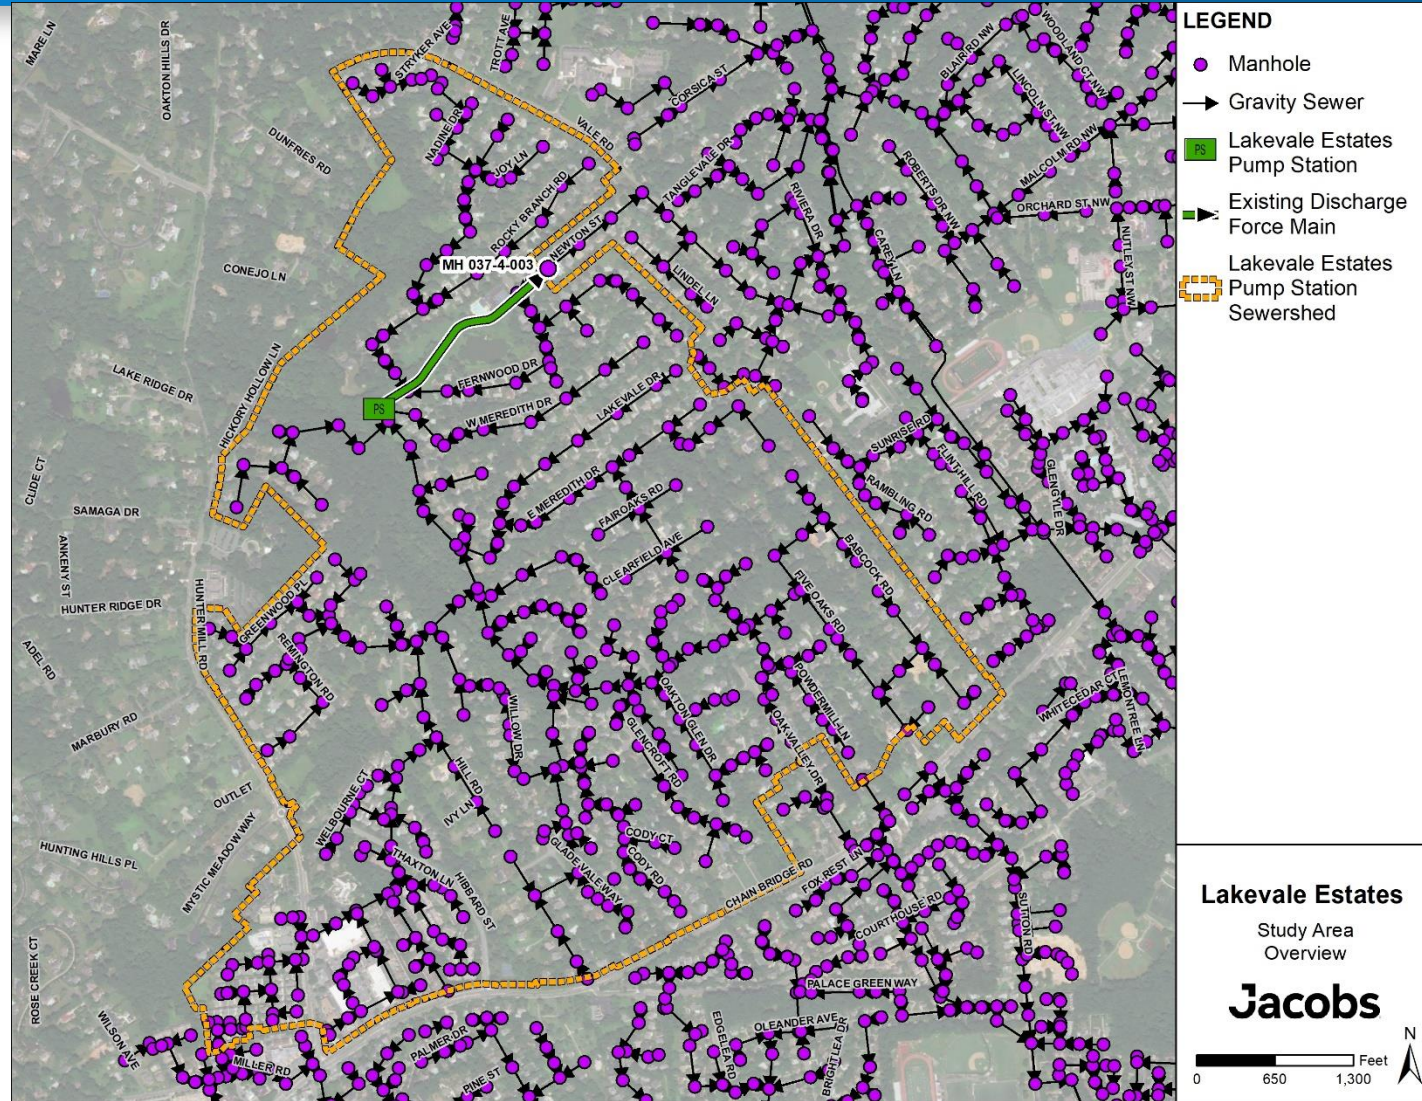 MARE LN
OAKTON HILLS DR
STRYKER AVE
TROTT AVE
CORSICA ST
BLAIR RD NW
WOODLAND CT NW
LINCOLN ST NW
MALCOLM RD NW
VALE RD
DUNFRIES RD
NADINE DR
JOY LN
ROCKY BRANCH RD
TANGLEVALE DR
RIVIERA DR
ROBERTS DR NW
ORCHARD ST NW
NUTLEY ST NW
NEWTON ST
CAREY LN
MH 037-4-003
CONEJO LN
LINDEL LN
HICKORY HOLLOW LN
LAKE RIDGE DR
FERNWOOD DR
PS
W MEREDITH DR
LAKEVALE DR
SUNRISE RD
FLINT HILL RD
GLENGYLE DR
RAMBLING RD
CLIDE CT
SAMAGA DR
E MEREDITH DR
FAIROAKS RD
ANKENY ST
CLEARFIELD AVE
BABCOCK RD
FIVE OAKS RD
HUNTER RIDGE DR
HUNTER MILL RD
GREENWOOD PL
REMINGTON RD
ADEL RD
OAKTON GLEN DR
POWDERMILL LN
WHITECEDAR CT
LEMONTREE LN
MARBURY RD
WILLOW DR
GLENCROFT RD
OAK VALLEY DR
HILL RD
OUTLET
WELBOURNE CT
IVY LN
MYSTIC MEADOW WAY
HUNTING HILLS PL
THAXTON LN
HIBBARD ST
CODY CT
CODY RD
GLADE VALE WAY
CHAIN BRIDGE RD
FOX REST LN
COURTHOUSE RD
SUTTON RD
ROSE CREEK CT
PALACE GREEN WAY
WILSON AVE
EDGELEA RD
OLEANDER AVE
BRIGHTLEA DR
PALMER DR
MILLER RD
PINE ST
LEGEND
Manhole
Gravity Sewer
PS
Lakevale Estates
Pump Station
Existing Discharge
Force Main
Lakevale Estates
Pump Station
Sewershed
Lakevale Estates
Study Area
Overview
Jacobs
N
Feet
0 650 1,300